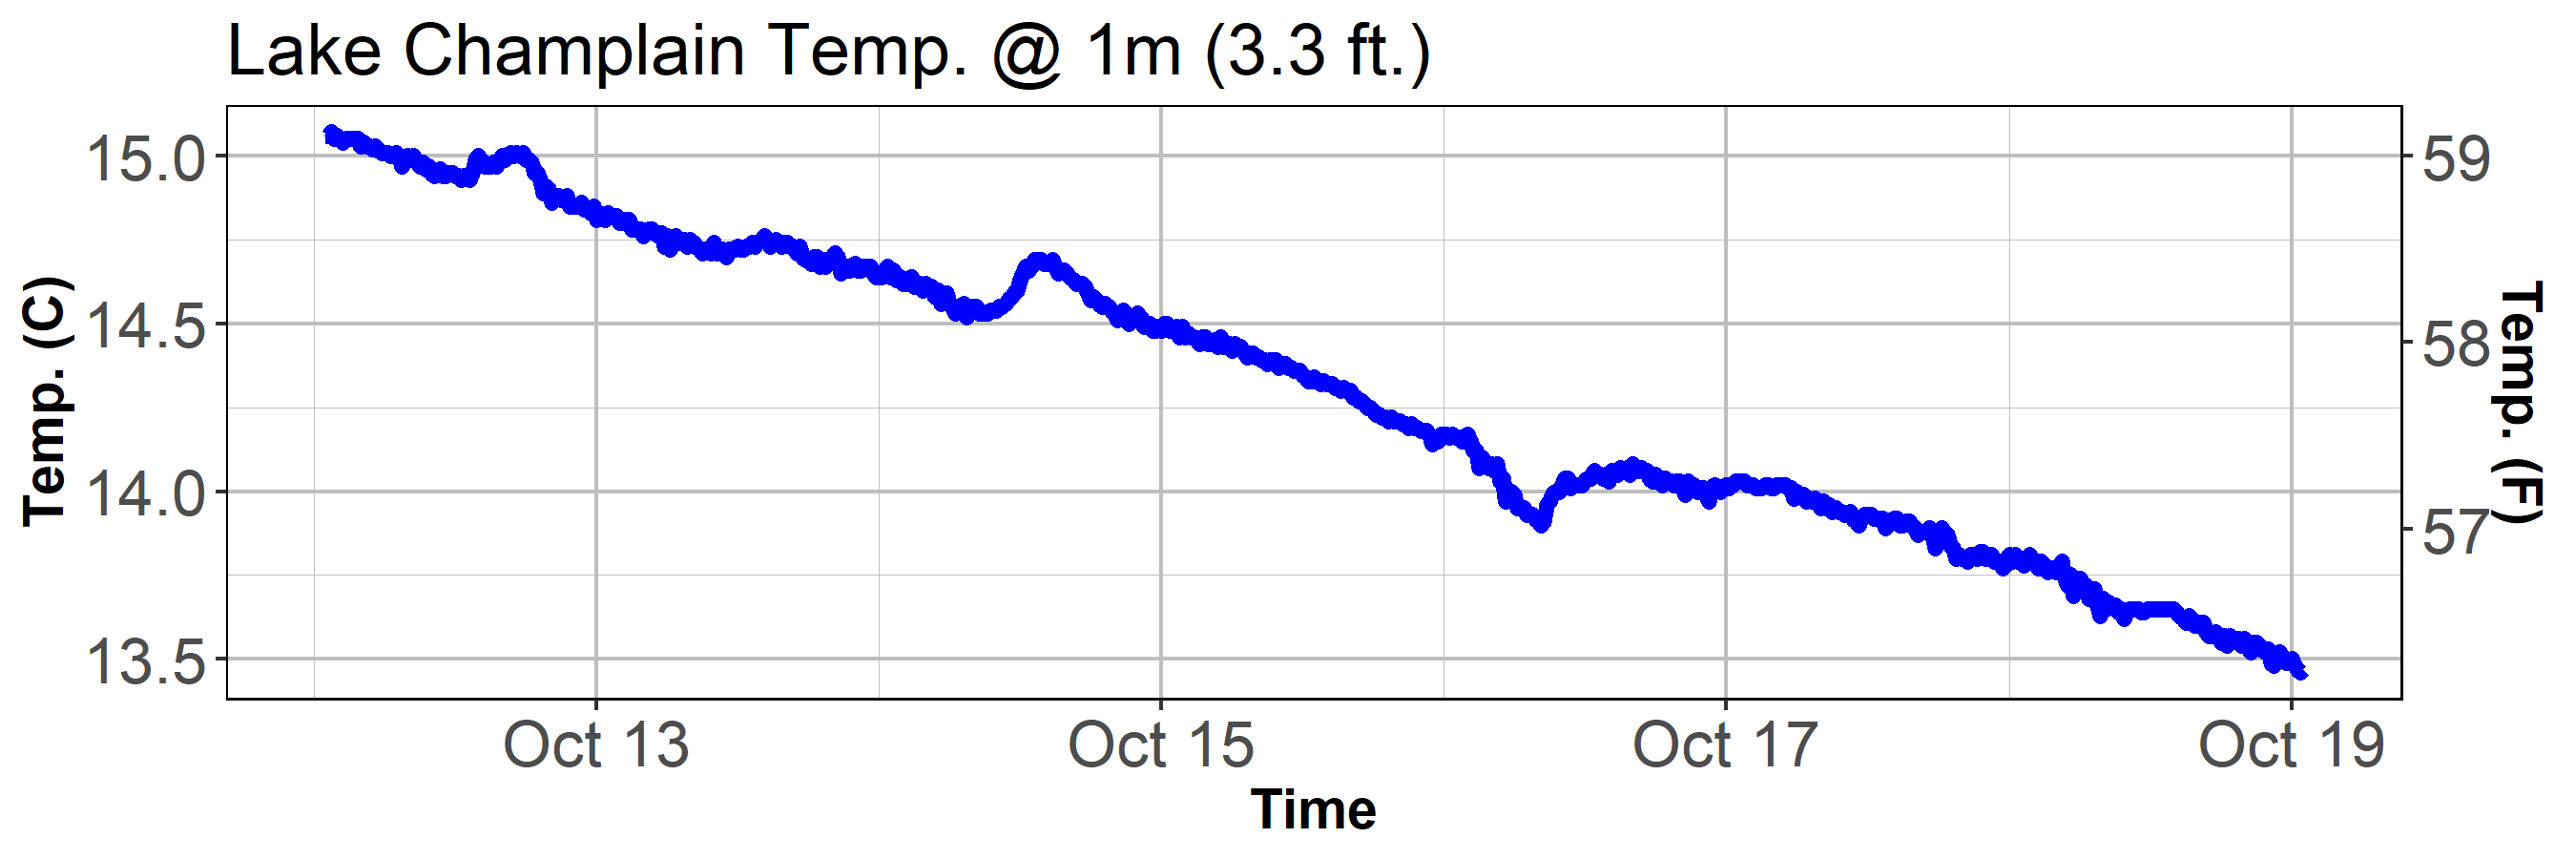 Lake Champlain Temp. @ 1m (3.3 ft.)
Temp. (C)
15.0
14.5
14.0
13.5
59
58
57
Temp. (F)
Oct 13 Oct 15 Oct 17 Oct 19
Time